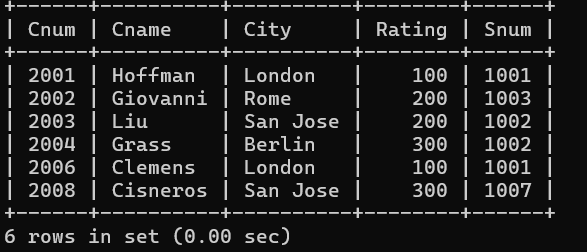 +------+----------+----------+--------+------+
| Cnum | Cname    | City     | Rating | Snum |
+------+----------+----------+--------+------+
| 2001 | Hoffman  | London   |    100 | 1001 |
| 2002 | Giovanni | Rome     |    200 | 1003 |
| 2003 | Liu      | San Jose |    200 | 1002 |
| 2004 | Grass    | Berlin   |    300 | 1002 |
| 2006 | Clemens  | London   |    100 | 1001 |
| 2008 | Cisneros | San Jose |    300 | 1007 |
+------+----------+----------+--------+------+
6 rows in set (0.00 sec)